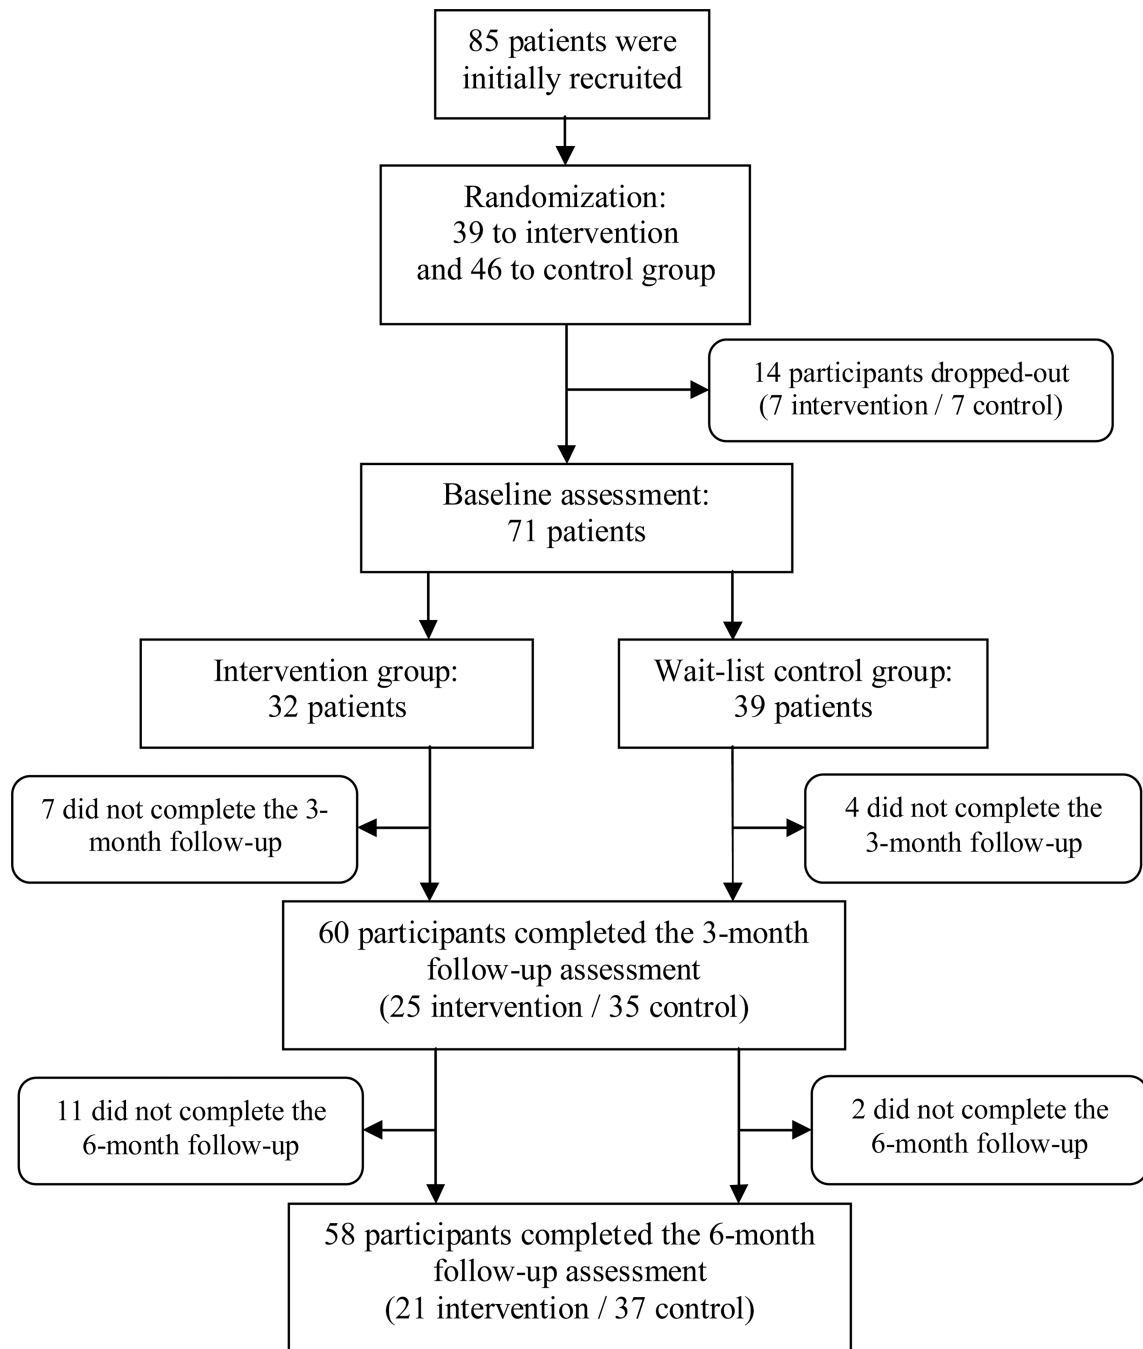 85 patients were
initially recruited
Randomization:
39 to intervention
and 46 to control group
14 participants dropped-out
(7 intervention / 7 control)
Baseline assessment:
71 patients
Intervention group:
32 patients
Wait-list control group:
39 patients
7 did not complete the 3-
month follow-up
4 did not complete the
3-month follow-up
60 participants completed the 3-month
follow-up assessment
(25 intervention / 35 control)
11 did not complete the
6-month follow-up
2 did not complete the
6-month follow-up
58 participants completed the 6-month
follow-up assessment
(21 intervention / 37 control)